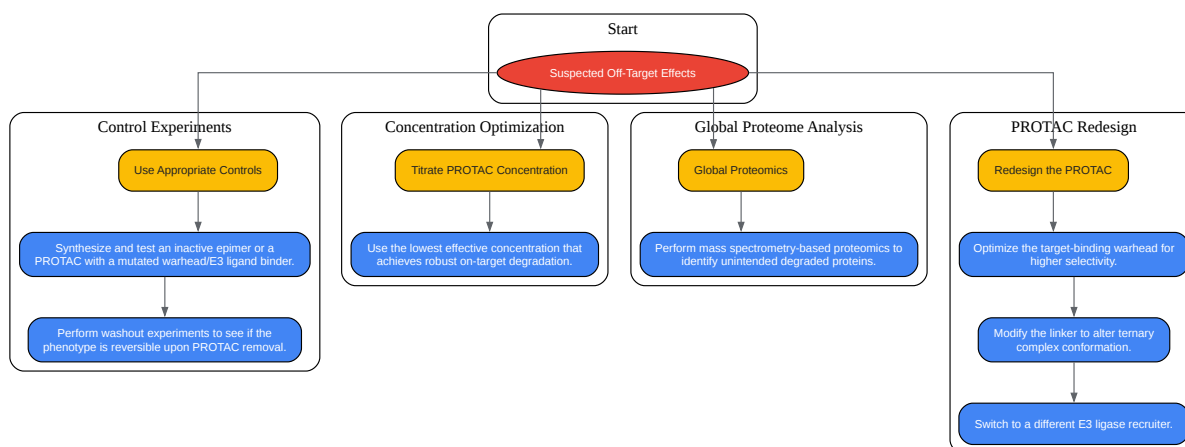 Start
Suspected Off-Target Effects
Control Experiments
Use Appropriate Controls
Synthesize and test an inactive epimer or a
PROTAC with a mutated warhead/E3 ligand binder.
Perform washout experiments to see if the
phenotype is reversible upon PROTAC removal.
Concentration Optimization
Titrate PROTAC Concentration
Use the lowest effective concentration that
achieves robust on-target degradation.
Global Proteome Analysis
Global Proteomics
Perform mass spectrometry-based proteomics to
identify unintended degraded proteins.
PROTAC Redesign
Redesign the PROTAC
Optimize the target-binding warhead for
higher selectivity.
Modify the linker to alter ternary
complex conformation.
Switch to a different E3 ligase recruiter.